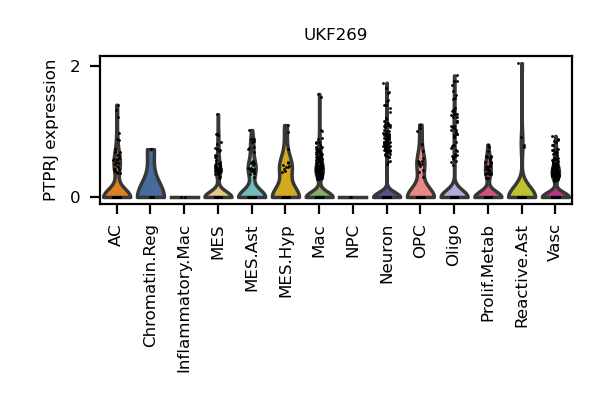 UKF269
PTPRJ expression
2
0
AC
Chromatin.Reg
Inflammatory.Mac
MES
MES.Ast
MES.Hyp
Mac
NPC
Neuron
OPC
Oligo
Prolif.Metab
Reactive.Ast
Vasc